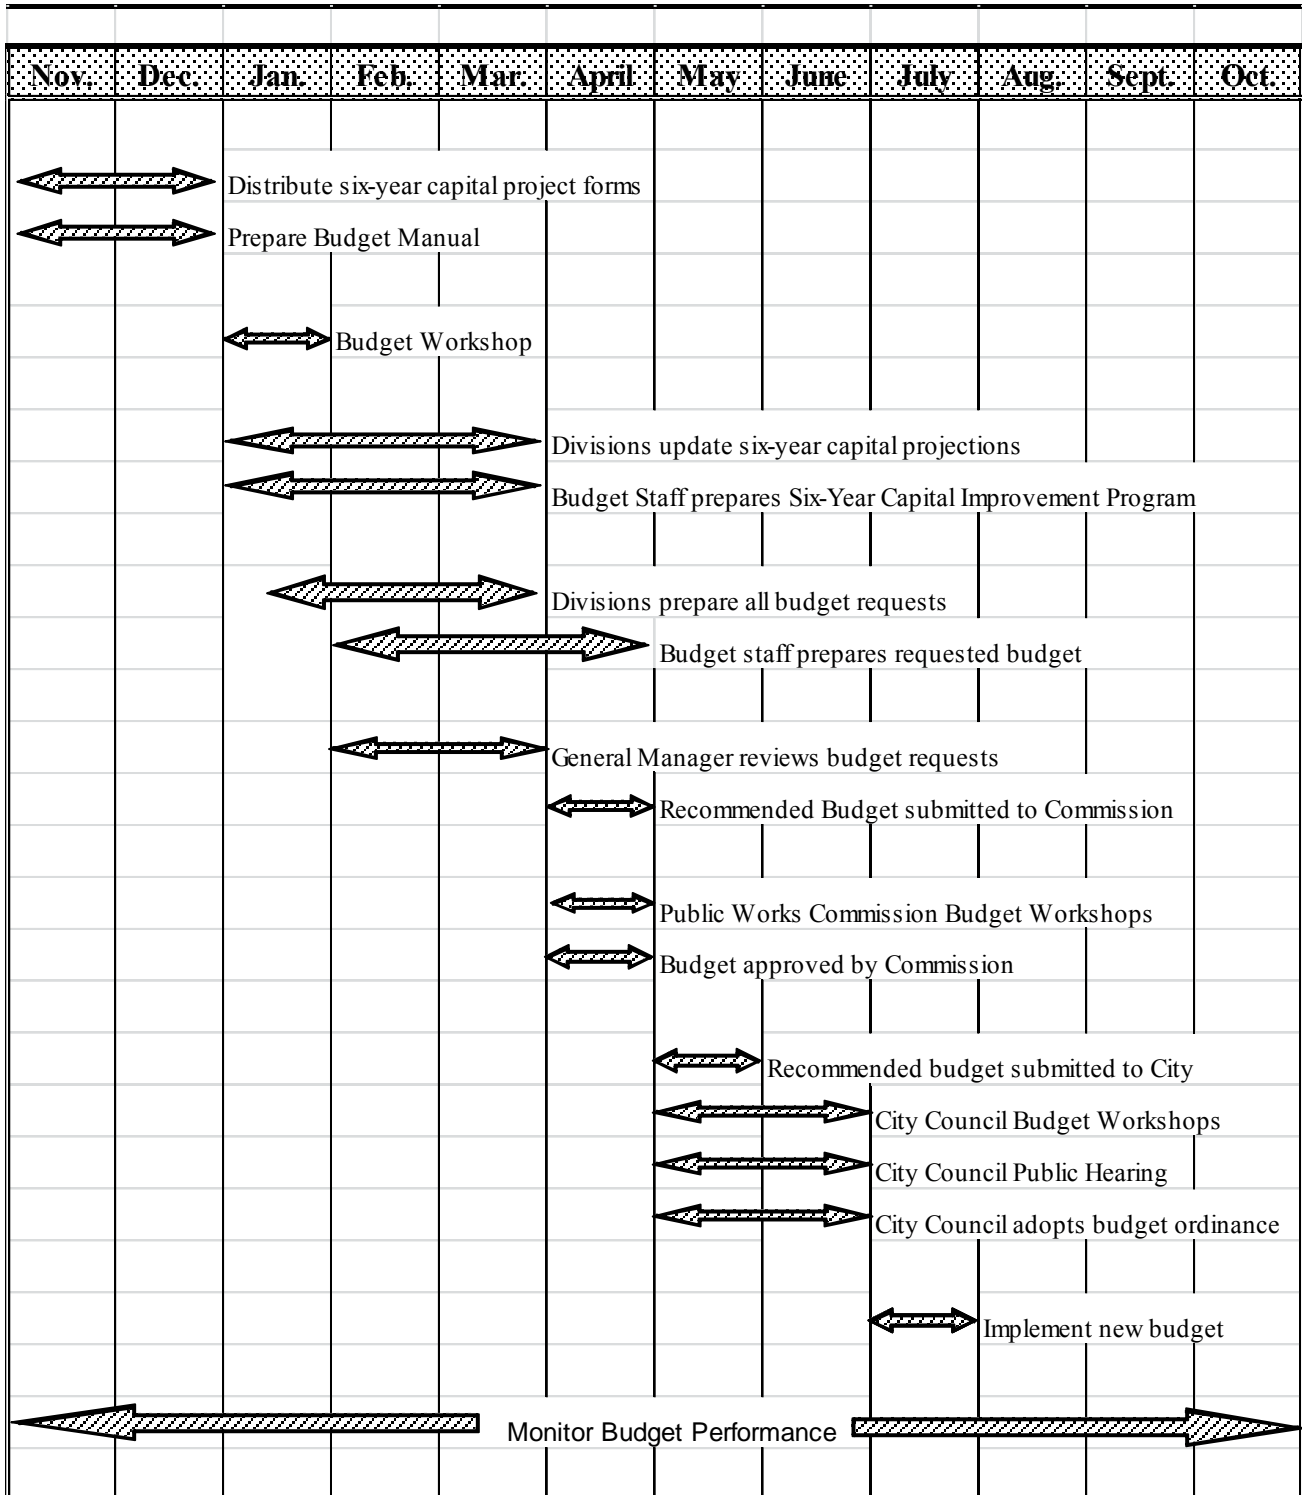 Nov. Dec. Jan. Feb. Mar. April May June July Aug. Sept. Oct.
Distribute six-year capital project forms
Prepare Budget Manual
Budget Workshop
Divisions update six-year capital projections
Budget Staff prepares Six-Year Capital Improvement Program
Divisions prepare all budget requests
Budget staff prepares requested budget
General Manager reviews budget requests
Recommended Budget submitted to Commission
Public Works Commission Budget Workshops
Budget approved by Commission
Recommended budget submitted to City
City Council Budget Workshops
City Council Public Hearing
City Council adopts budget ordinance
Implement new budget
Monitor Budget Performance